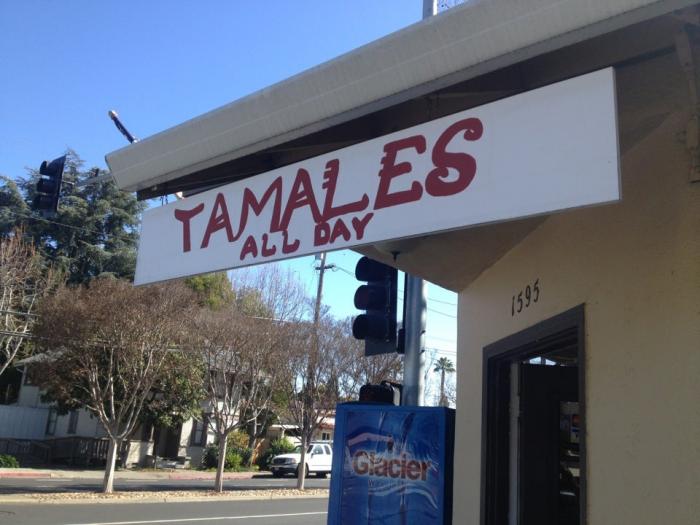 TAMALES
ALL DAY
1595
Glacier